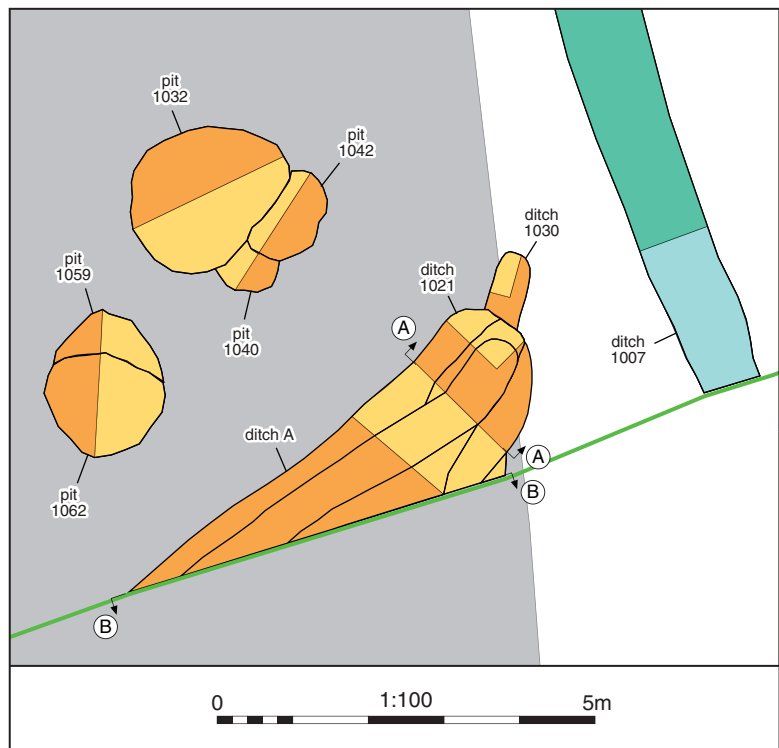 pit
1032
pit
1042
ditch
1030
pit
1059
ditch
1021
pit
1040
A
ditch
1007
ditch A
A
B
pit
1062
B
0
1:100
5m